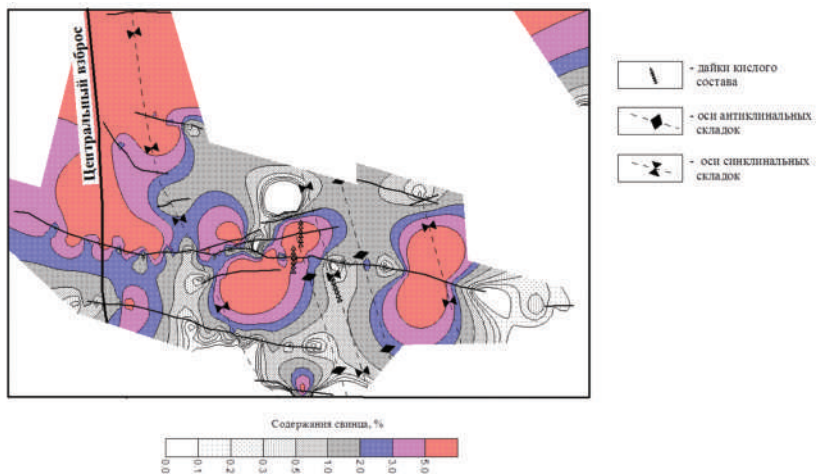 Центральный взброс
- дайки кислого
состава
- оси антиклинальных
складок
- оси синклинальных
складок
Содержания свинца, %
0.0 0.1 0.2 0.3 0.5 1.0 2.0 3.0 5.0